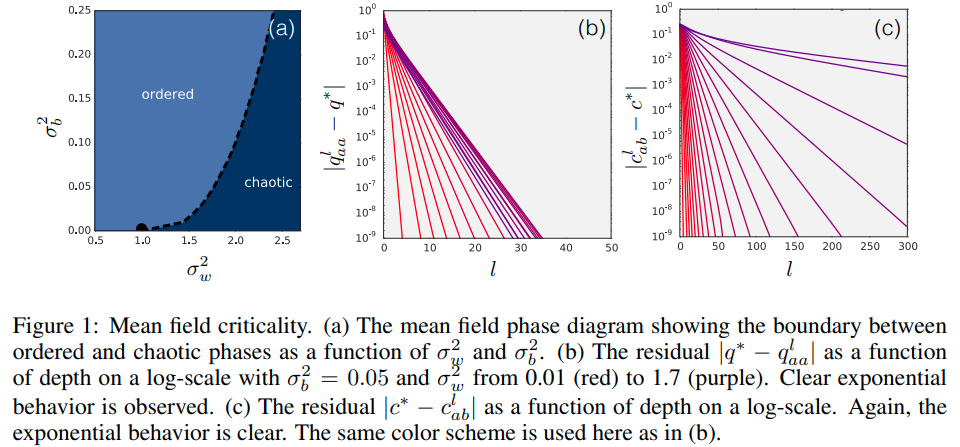 (a)
0.25
0.20
0.15
0.10
0.05
0.00
σ_b^2
ordered
chaotic
0.5 1.0 1.5 2.0 2.5
σ_w^2
(b)
10^0
10^-1
10^-2
10^-3
10^-4
10^-5
10^-6
10^-7
10^-8
10^-9
|q_{aa}^l − q^*|
0 10 20 30 40 50
l
(c)
10^0
10^-1
10^-2
10^-3
10^-4
10^-5
10^-6
10^-7
10^-8
10^-9
|c_{ab}^l − c^*|
0 50 100 150 200 250 300
l
Figure 1: Mean field criticality. (a) The mean field phase diagram showing the boundary between
ordered and chaotic phases as a function of σ_w^2 and σ_b^2. (b) The residual |q^* − q_{aa}^l| as a function
of depth on a log-scale with σ_b^2 = 0.05 and σ_w^2 from 0.01 (red) to 1.7 (purple). Clear exponential
behavior is observed. (c) The residual |c^* − c_{ab}^l| as a function of depth on a log-scale. Again, the
exponential behavior is clear. The same color scheme is used here as in (b).